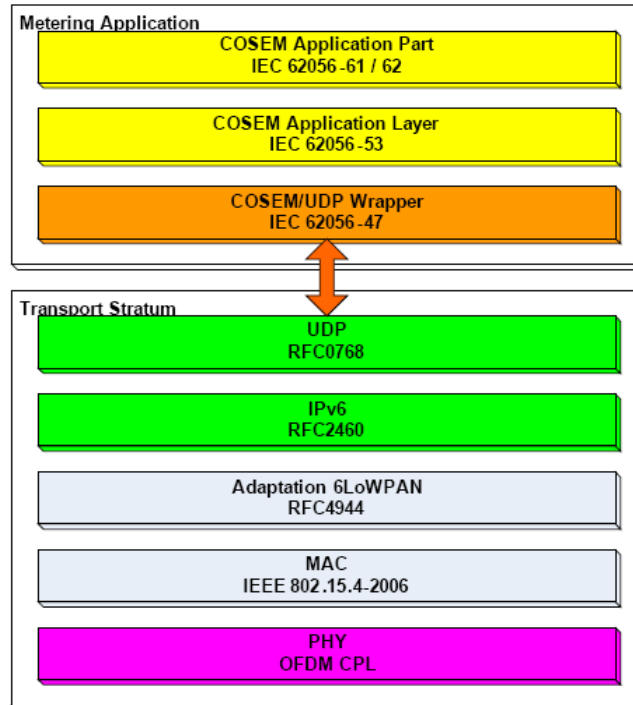 Metering Application
COSEM Application Part
IEC 62056-61 / 62
COSEM Application Layer
IEC 62056-53
COSEM/UDP Wrapper
IEC 62056-47
Transport Stratum
UDP
RFC0768
IPv6
RFC2460
Adaptation 6LoWPAN
RFC4944
MAC
IEEE 802.15.4-2006
PHY
OFDM CPL